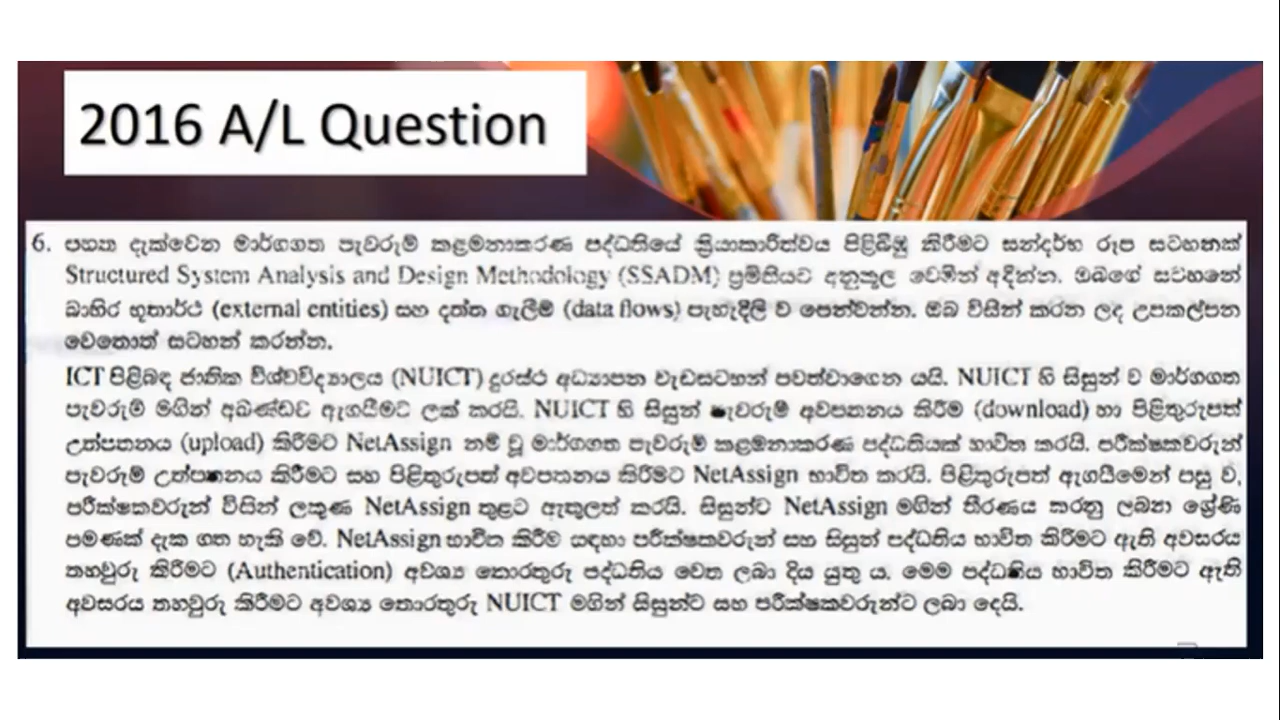 2016 A/L Question
6. පහත දැක්වෙන මාර්ගගත පැවරුම් කළමනාකරණ පද්ධතියේ ක්‍රියාකාරිත්වය පිළිබිඹු කිරීමට සන්දර්භ රූප සටහනක්
Structured System Analysis and Design Methodology (SSADM) ප්‍රමිතියට අනුකූල වෙමින් අඳින්න. ඔබගේ සටහනේ
බාහිර භූතාර්ථ (external entities) සහ දත්ත ගැලීම් (data flows) පැහැදිලි ව පෙන්වන්න. ඔබ විසින් කරන ලද උපකල්පන
වෙතොත් සටහන් කරන්න.
ICT පිළිබඳ ජාතික විශ්වවිද්‍යාලය (NUICT) දුරස්ථ අධ්‍යාපන වැඩසටහන් පවත්වාගෙන යයි. NUICT හි සිසුන් ව මාර්ගගත
පැවරුම් මගින් අඛණ්ඩව ඇගයීමට ලක් කරයි. NUICT හි සිසුන් පැවරුම් අවපතනය කිරීම (download) හා පිළිතුරුපත්
උත්පතනය (upload) කිරීමට NetAssign නම් වූ මාර්ගගත පැවරුම් කළමනාකරණ පද්ධතියක් භාවිත කරයි. පරීක්ෂකවරුන්
පැවරුම් උත්පතනය කිරීමට සහ පිළිතුරුපත් අවපතනය කිරීමට NetAssign භාවිත කරයි. පිළිතුරුපත් ඇගයීමෙන් පසු ව,
පරීක්ෂකවරුන් විසින් ලකුණු NetAssign තුළට ඇතුලත් කරයි. සිසුන්ට NetAssign මගින් තීරණය කරනු ලබන ශ්‍රේණි
පමණක් දැක ගත හැකි වේ. NetAssign භාවිත කිරීම සඳහා පරීක්ෂකවරුන් සහ සිසුන් පද්ධතිය භාවිත කිරීමට ඇති අවසරය
තහවුරු කිරීමට (Authentication) අවශ්‍ය තොරතුරු පද්ධතිය වෙත ලබා දිය යුතු ය. මෙම පද්ධතිය භාවිත කිරීමට ඇති
අවසරය තහවුරු කිරීමට අවශ්‍ය තොරතුරු NUICT මගින් සිසුන්ට සහ පරීක්ෂකවරුන්ට ලබා දෙයි.